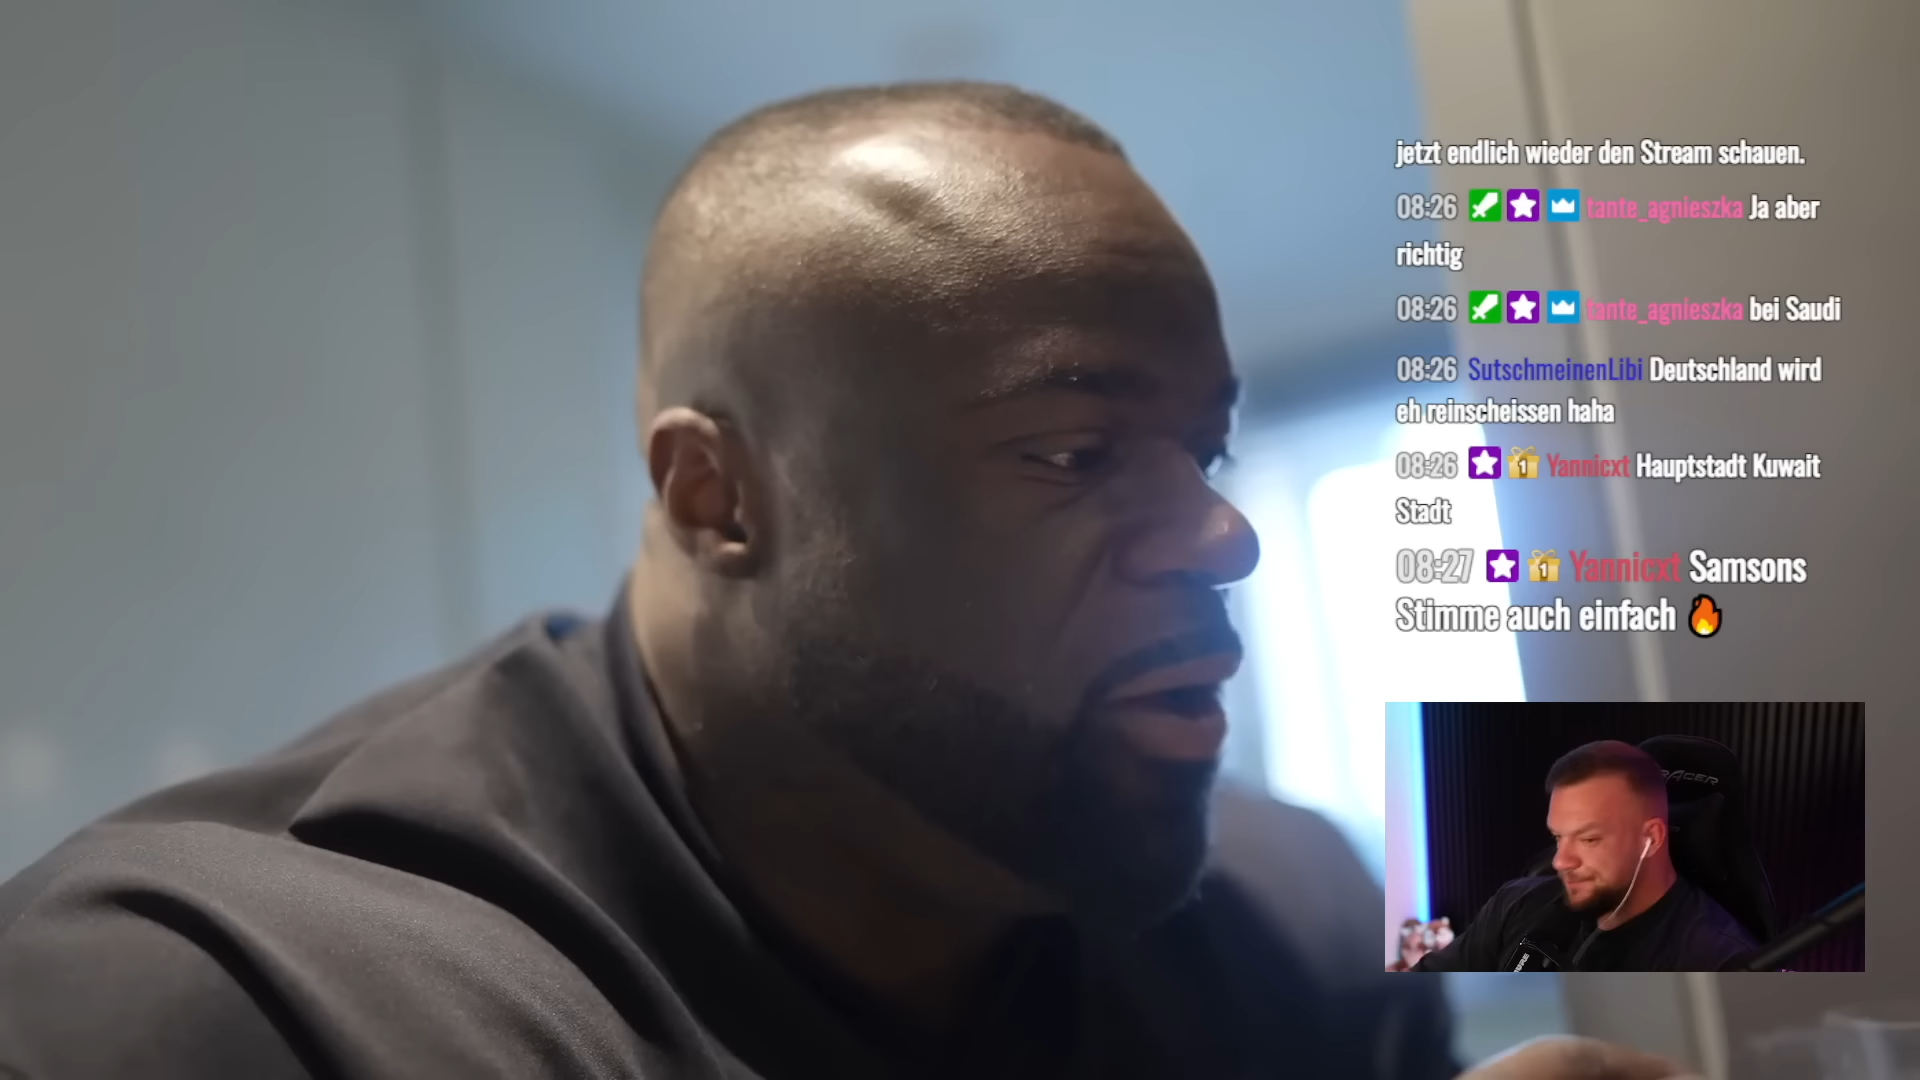 jetzt endlich wieder den Stream schauen.
08:26 tante_agnieszka Ja aber
richtig
08:26 tante_agnieszka bei Saudi
08:26 SutschmeinenLibi Deutschland wird
eh reinscheissen haha
08:26 1 Yannicxt Hauptstadt Kuwait
Stadt
08:27 1 Yannicxt Samsons
Stimme auch einfach 🔥
RACER